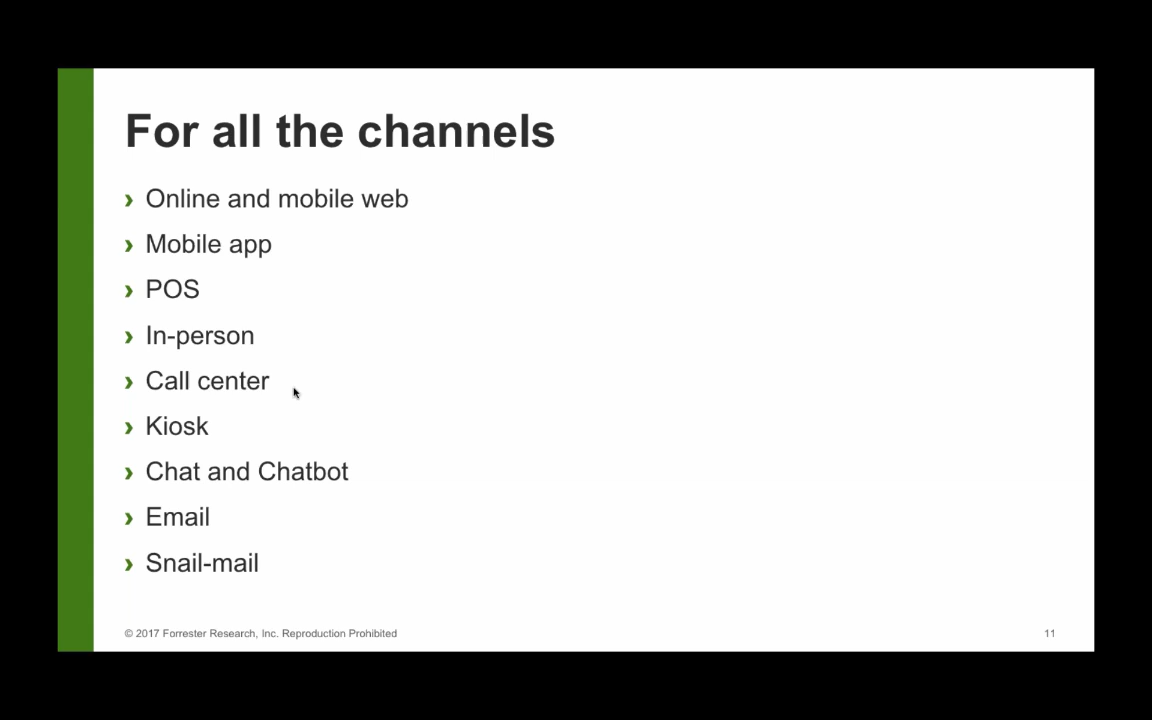 For all the channels
› Online and mobile web
› Mobile app
› POS
› In-person
› Call center
› Kiosk
› Chat and Chatbot
› Email
› Snail-mail
© 2017 Forrester Research, Inc. Reproduction Prohibited
11